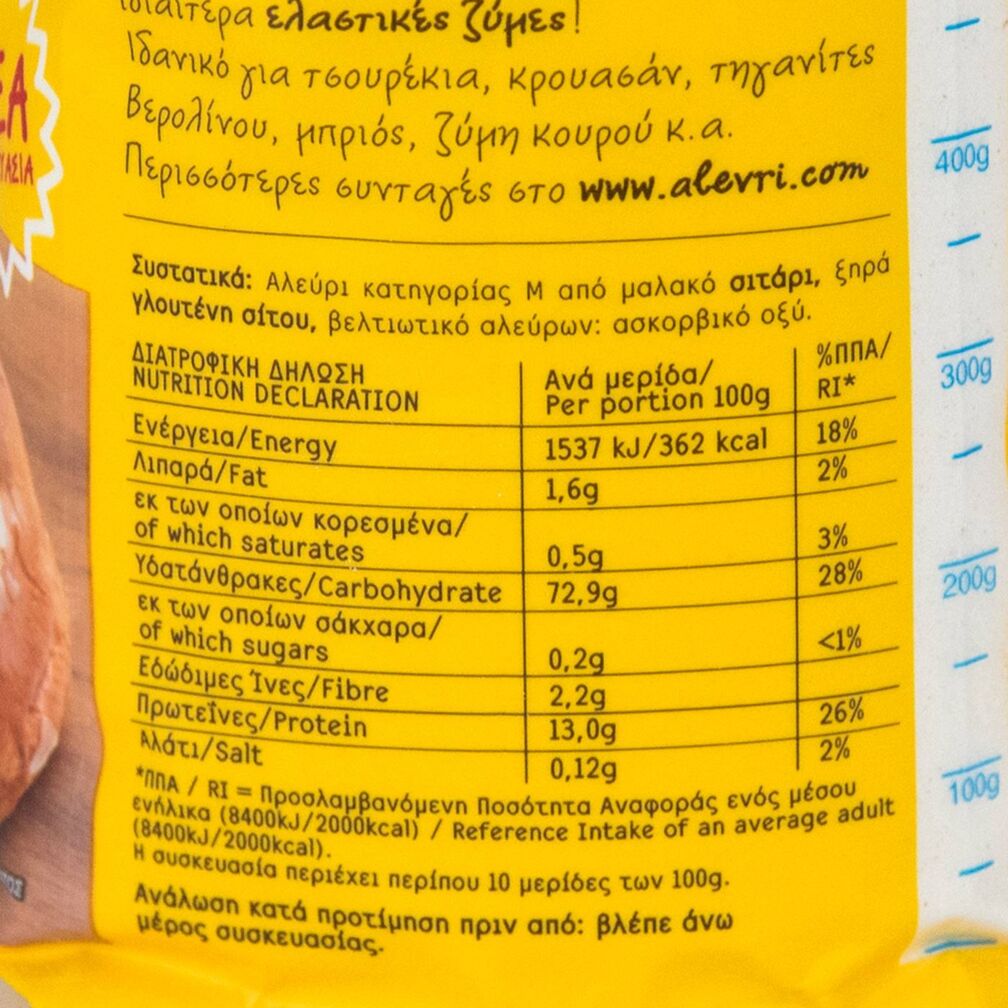 ιδιαίτερα ελαστικές ζύμες!
Ιδανικό για τσουρέκια, κρουασάν, τηγανίτες
Βερολίνου, μπριός, ζύμη κουρού κ.α.
Περισσότερες συνταγές στο www.alevri.com
Συστατικά: Αλεύρι κατηγορίας Μ από μαλακό σιτάρι, ξηρά
γλουτένη σίτου, βελτιωτικό αλεύρων: ασκορβικό οξύ.
ΔΙΑΤΡΟΦΙΚΗ ΔΗΛΩΣΗ
NUTRITION DECLARATION
Ανά μερίδα/
Per portion 100g
%ΠΠΑ/
RI*
Ενέργεια/Energy 1537 kJ/362 kcal 18%
Λιπαρά/Fat 1,6g 2%
εκ των οποίων κορεσμένα/
of which saturates 0,5g 3%
Υδατάνθρακες/Carbohydrate 72,9g 28%
εκ των οποίων σάκχαρα/
of which sugars 0,2g <1%
Εδώδιμες Ίνες/Fibre 2,2g
Πρωτεΐνες/Protein 13,0g 26%
Αλάτι/Salt 0,12g 2%
*ΠΠΑ / RI = Προσλαμβανόμενη Ποσότητα Αναφοράς ενός μέσου
ενήλικα (8400kJ/2000kcal) / Reference Intake of an average adult
(8400kJ/2000kcal).
Η συσκευασία περιέχει περίπου 10 μερίδες των 100g.
Ανάλωση κατά προτίμηση πριν από: βλέπε άνω
μέρος συσκευασίας.
400g
300g
200g
100g